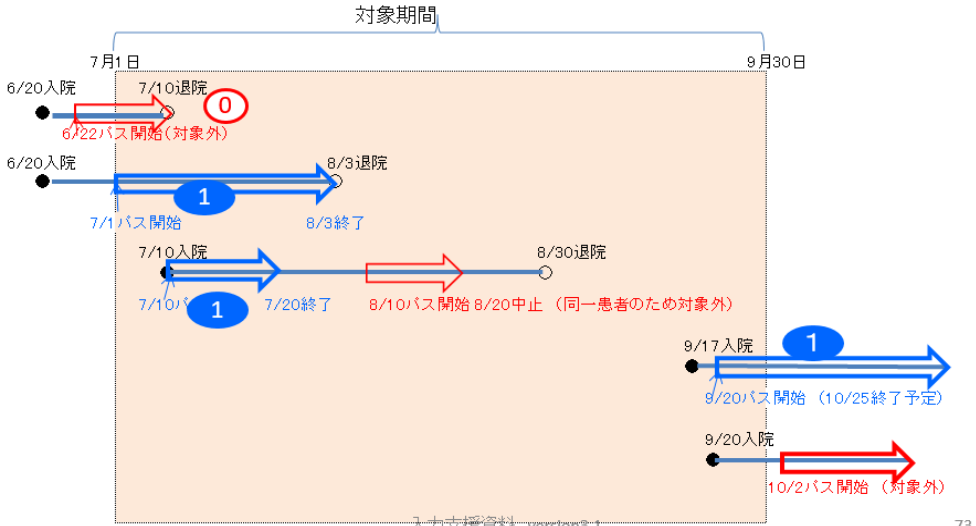 対象期間
7月1日
9月30日
6/20入院
7/10退院
0
6/22パス開始(対象外)
6/20入院
8/3退院
1
7/1パス開始
8/3終了
7/10入院
8/30退院
7/10パ
1
7/20終了
8/10パス開始 8/20中止 (同一患者のため対象外)
9/17入院
1
9/20パス開始 (10/25終了予定)
9/20入院
10/2パス開始 (対象外)
73